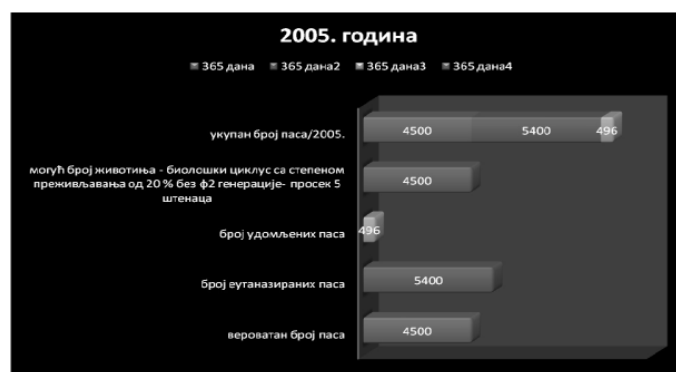 2005. година
365 дана 365 дана2 365 дана3 365 дана4
укупан број паса/2005. 4500 5400 496
могућ број животиња - биолошки циклус са степеном
преживљавања од 20 % без ф2 генерације- просек 5
штенаца
4500
број удомљених паса 496
број еутаназираних паса 5400
вероватан број паса 4500